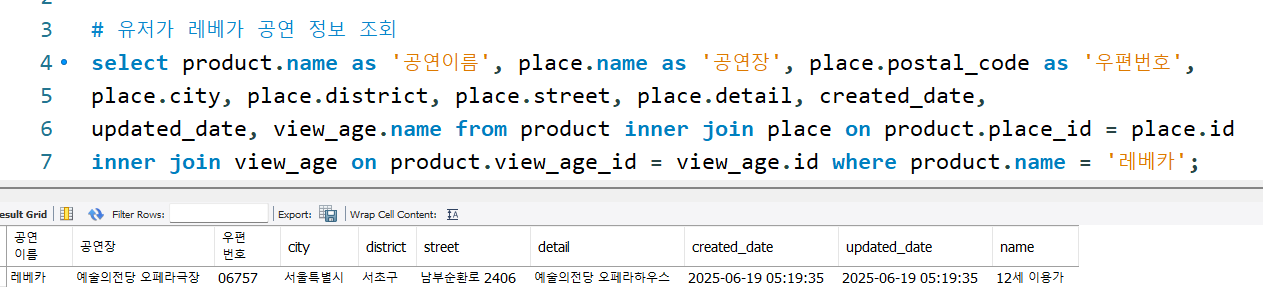 3 # 유저가 레베가 공연 정보 조회
4 select product.name as '공연이름', place.name as '공연장', place.postal_code as '우편번호',
5 place.city, place.district, place.street, place.detail, created_date,
6 updated_date, view_age.name from product inner join place on product.place_id = place.id
7 inner join view_age on product.view_age_id = view_age.id where product.name = '레베카';
esult Grid Filter Rows: Export: Wrap Cell Content:
공연이름 공연장 우편번호 city district street detail created_date updated_date name
레베카 예술의전당 오페라극장 06757 서울특별시 서초구 남부순환로 2406 예술의전당 오페라하우스 2025-06-19 05:19:35 2025-06-19 05:19:35 12세 이용가